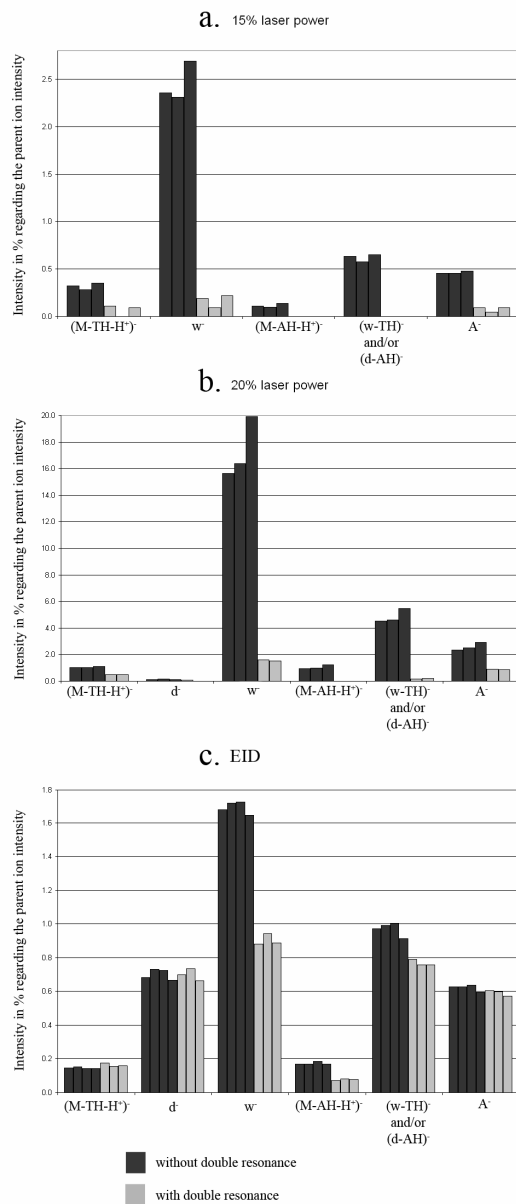 a. 15% laser power
Intensity in % regarding the parent ion intensity
2.5
2.0
1.5
1.0
0.5
0.0
(M-TH-H⁺)⁻ w⁻ (M-AH-H⁺)⁻ (w-TH)⁻ A⁻
and/or
(d-AH)⁻
b. 20% laser power
Intensity in % regarding the parent ion intensity
20.0
18.0
16.0
14.0
12.0
10.0
8.0
6.0
4.0
2.0
0.0
(M-TH-H⁺)⁻ d⁻ w⁻ (M-AH-H⁺)⁻ (w-TH)⁻ A⁻
and/or
(d-AH)⁻
c. EID
Intensity in % regarding the parent ion intensity
1.8
1.6
1.4
1.2
1.0
0.8
0.6
0.4
0.2
0.0
(M-TH-H⁺)⁻ d⁻ w⁻ (M-AH-H⁺)⁻ (w-TH)⁻ A⁻
and/or
(d-AH)⁻
without double resonance
with double resonance